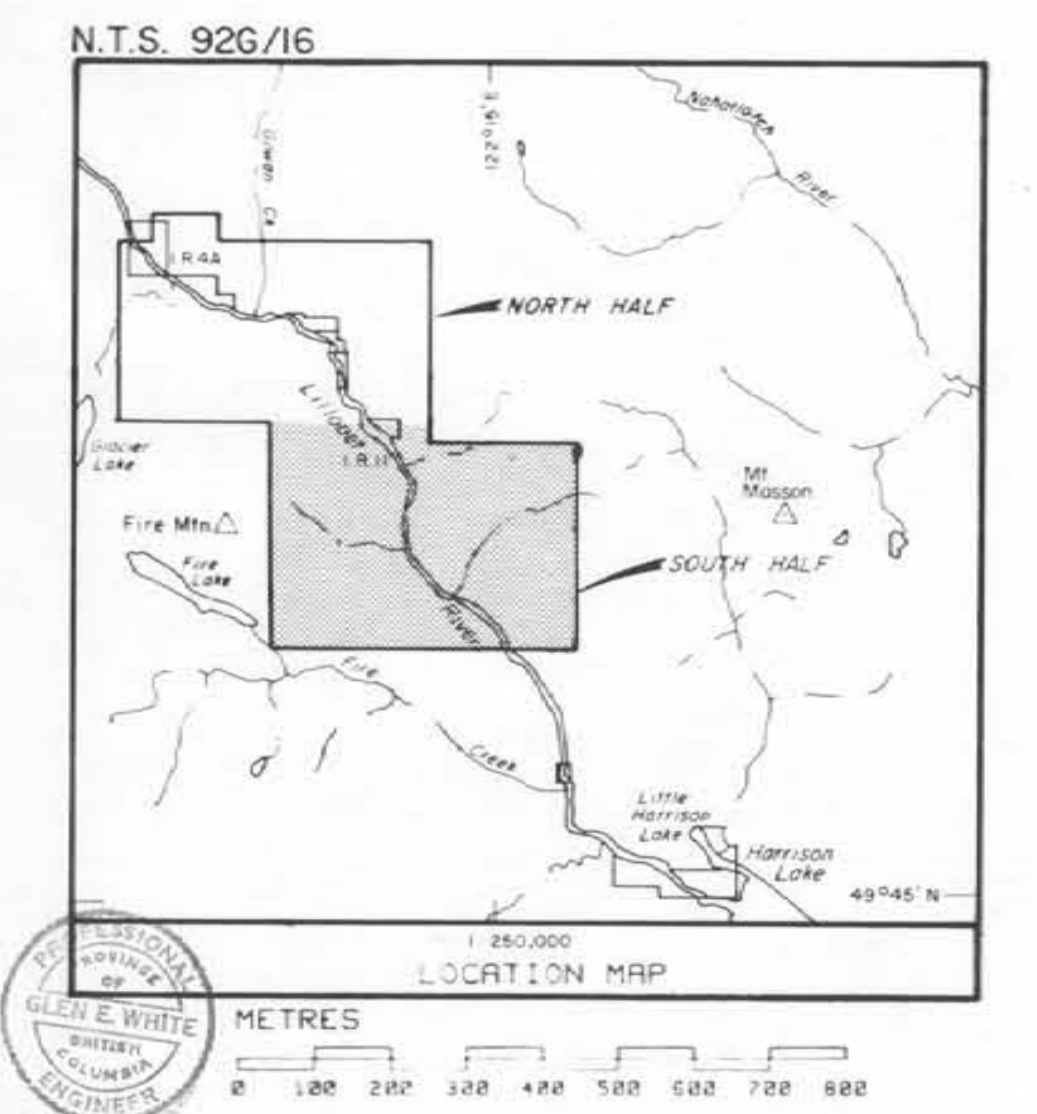 N.T.S. 92G/16
Nahatlatch
River
122°15'
Giwan Ck
I.R.4A
NORTH HALF
Lillooet
I.R.11
Glacier
Lake
Mt
Masson
Fire Mtn.
SOUTH HALF
Fire
Lake
River
Fire
Creek
Little
Harrison
Lake
Harrison
Lake
49°45' N
1:250,000
LOCATION MAP
PROFESSIONAL
PROVINCE
OF
GLEN E. WHITE
BRITISH
COLUMBIA
ENGINEER
METRES
0 100 200 300 400 500 600 700 800